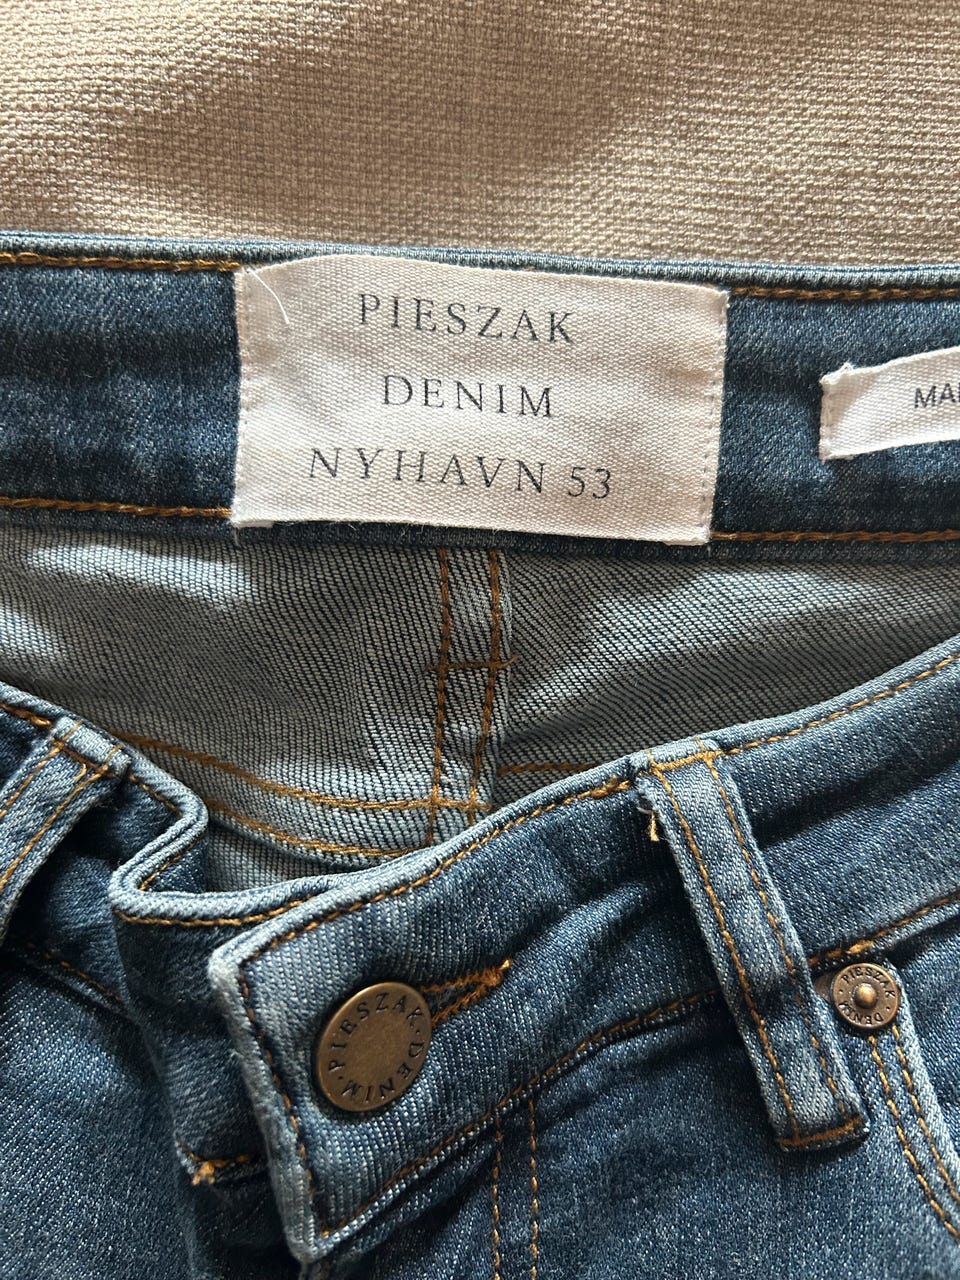 PIESZAK
DENIM
NYHAVN 53
PIESZAK · DENIM ·
PIESZAK · DENIM ·